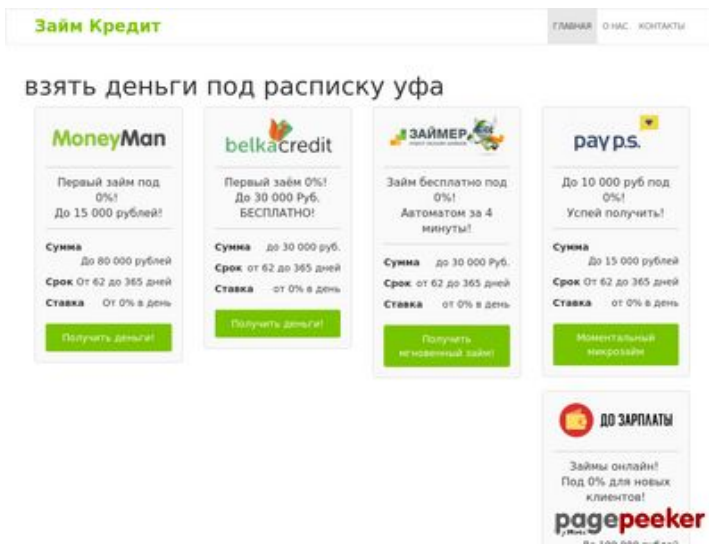 Займ Кредит
ГЛАВНАЯ О НАС КОНТАКТЫ
взять деньги под расписку уфа
MoneyMan
Первый займ под
0%!
До 15 000 рублей!
Сумма
До 80 000 рублей
Срок От 62 до 365 дней
Ставка От 0% в день
Получить деньги!
belkacredit
Первый заём 0%!
До 30 000 Руб.
БЕСПЛАТНО!
Сумма до 30 000 руб.
Срок от 62 до 365 дней
Ставка от 0% в день
Получить деньги!
ЗАЙМЕР
Займ бесплатно под
0%!
Автоматом за 4
минуты!
Сумма до 30 000 Руб.
Срок от 62 до 365 дней
Ставка от 0% в день
Получить
мгновенный займ!
pay p.s.
До 10 000 руб под
0%!
Успей получить!
Сумма
До 15 000 рублей
Срок От 62 до 365 дней
Ставка от 0% в день
Моментальный
микрозайм
ДО ЗАРПЛАТЫ
Займы онлайн!
Под 0% для новых
клиентов!
pagepeeker
До 100 000 рублей